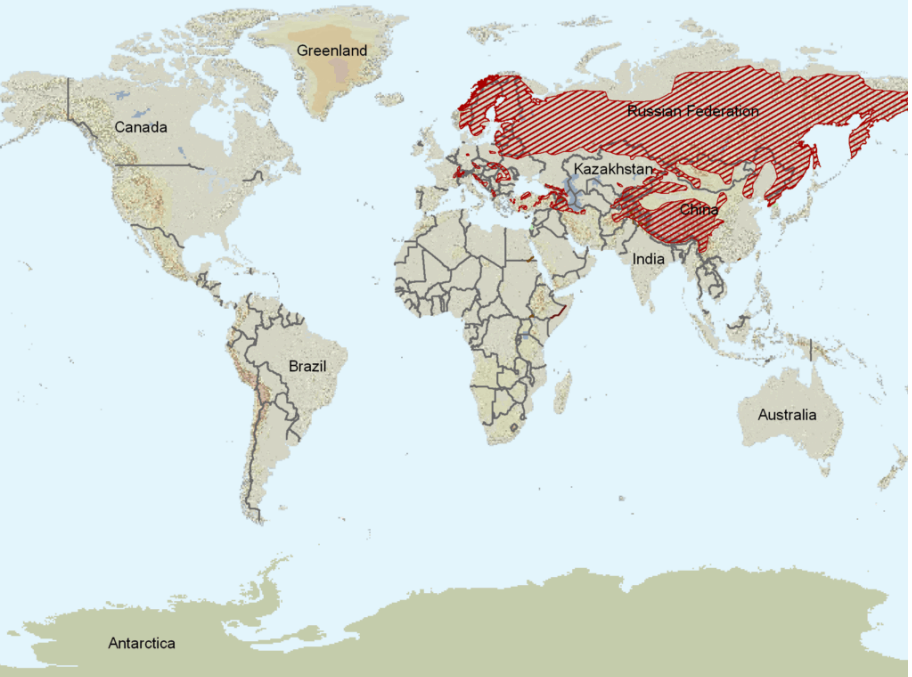 Greenland
Russian Federation
Canada
Kazakhstan
China
India
Brazil
Australia
Antarctica